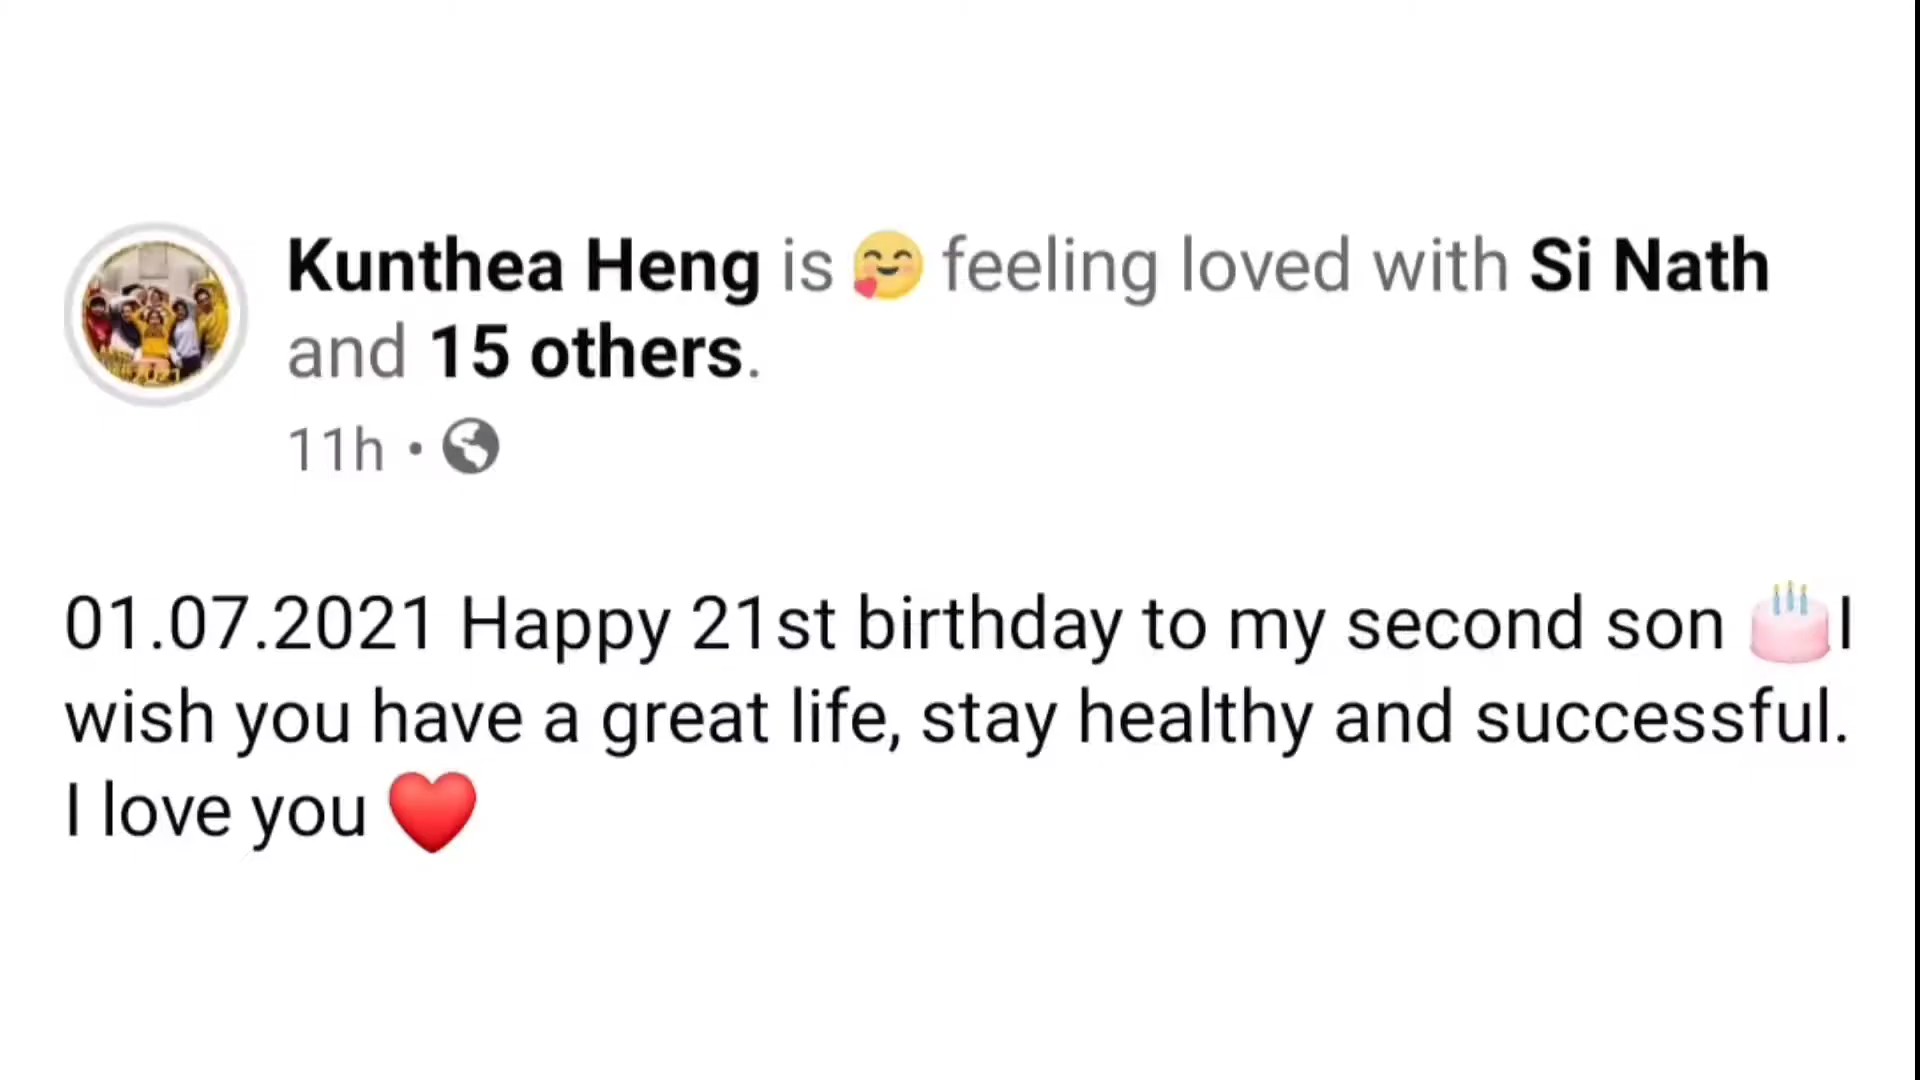 Kunthea Heng is 🥰 feeling loved with Si Nath
and 15 others.
11h •
01.07.2021 Happy 21st birthday to my second son 🎂I
wish you have a great life, stay healthy and successful.
I love you ❤️